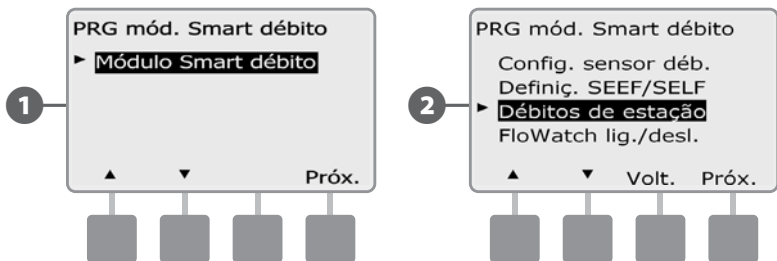 1
PRG mód. Smart débito
► Módulo Smart débito
▲ ▼ Próx.
2
PRG mód. Smart débito
Config. sensor déb.
Definiç. SEEF/SELF
► Débitos de estação
FloWatch lig./desl.
▲ ▼ Volt. Próx.